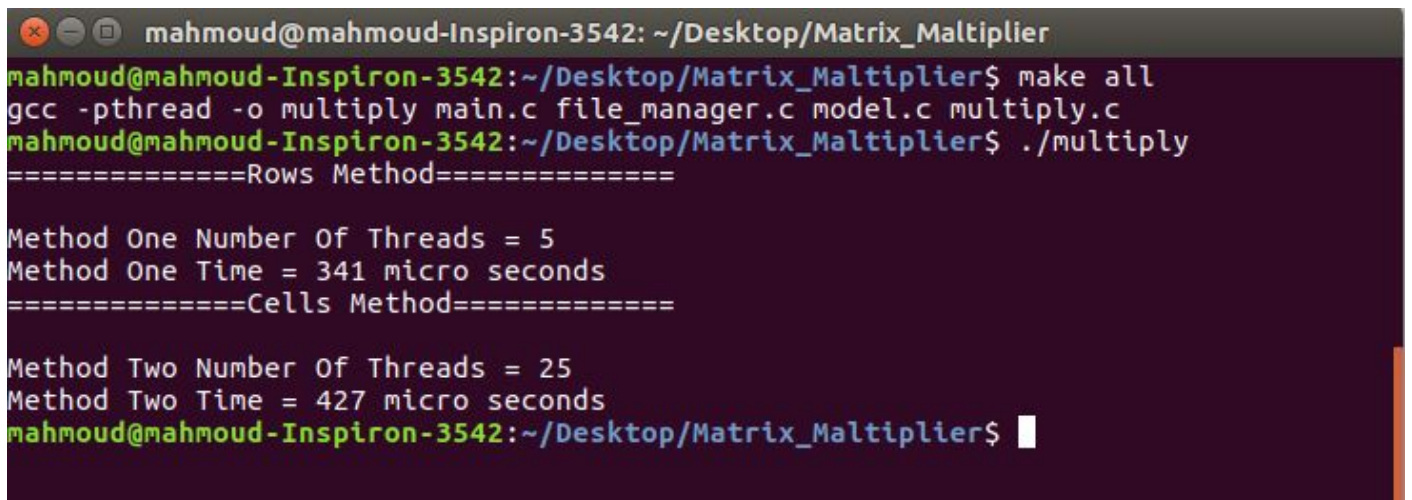 mahmoud@mahmoud-Inspiron-3542: ~/Desktop/Matrix_Maltiplier
mahmoud@mahmoud-Inspiron-3542:~/Desktop/Matrix_Maltiplier$ make all
gcc -pthread -o multiply main.c file_manager.c model.c multiply.c
mahmoud@mahmoud-Inspiron-3542:~/Desktop/Matrix_Maltiplier$ ./multiply
==============Rows Method==============
Method One Number Of Threads = 5
Method One Time = 341 micro seconds
==============Cells Method=============
Method Two Number Of Threads = 25
Method Two Time = 427 micro seconds
mahmoud@mahmoud-Inspiron-3542:~/Desktop/Matrix_Maltiplier$